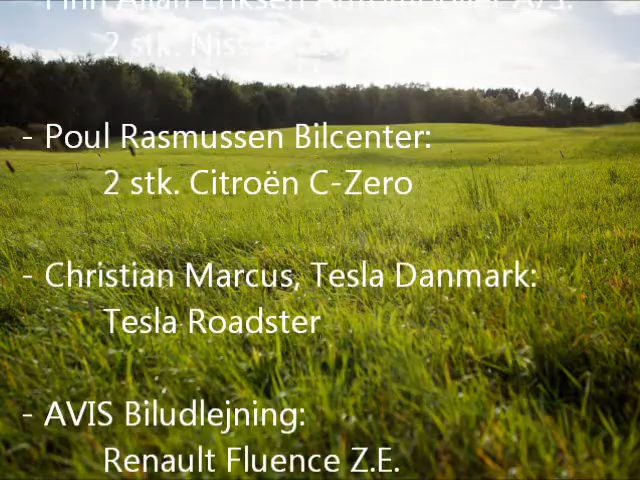 2 stk. Niss
- Poul Rasmussen Bilcenter:
2 stk. Citroën C-Zero
- Christian Marcus, Tesla Danmark:
Tesla Roadster
- AVIS Biludlejning:
Renault Fluence Z.E.